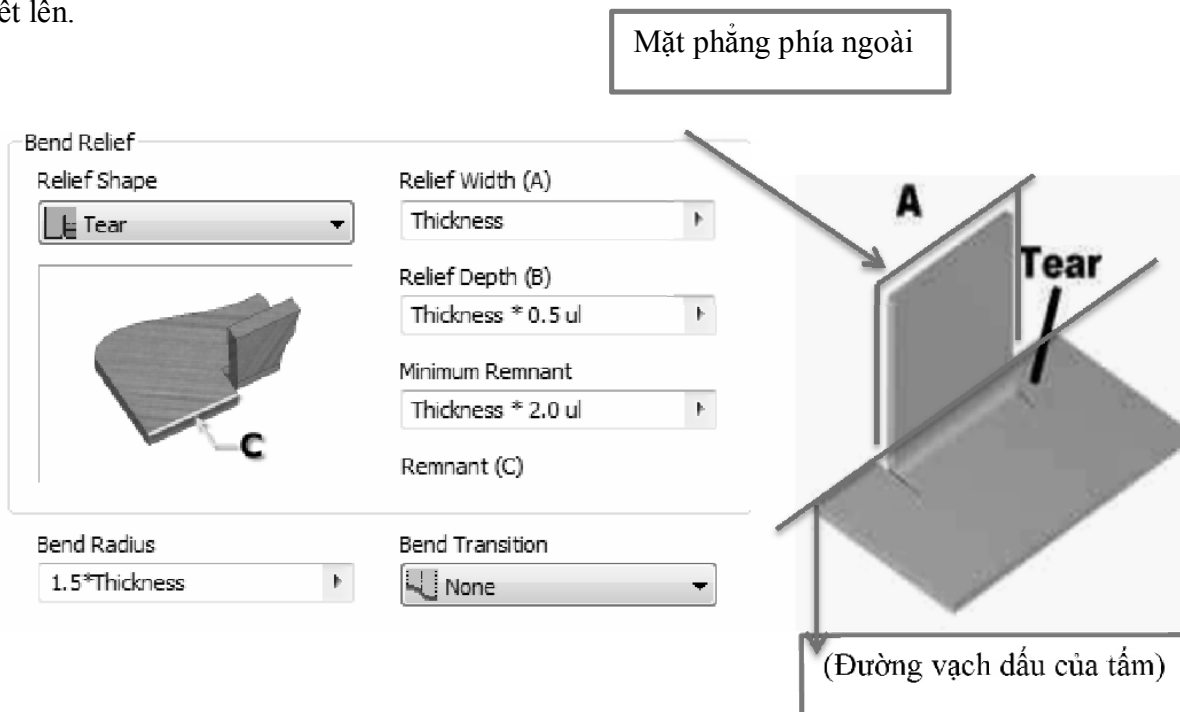 ết lên.
Mặt phẳng phía ngoài
Bend Relief
Relief Shape
Tear
C
Relief Width (A)
Thickness
Relief Depth (B)
Thickness * 0.5 ul
Minimum Remnant
Thickness * 2.0 ul
Remnant (C)
Bend Radius
1.5*Thickness
Bend Transition
None
A
Tear
(Đường vạch dấu của tấm)